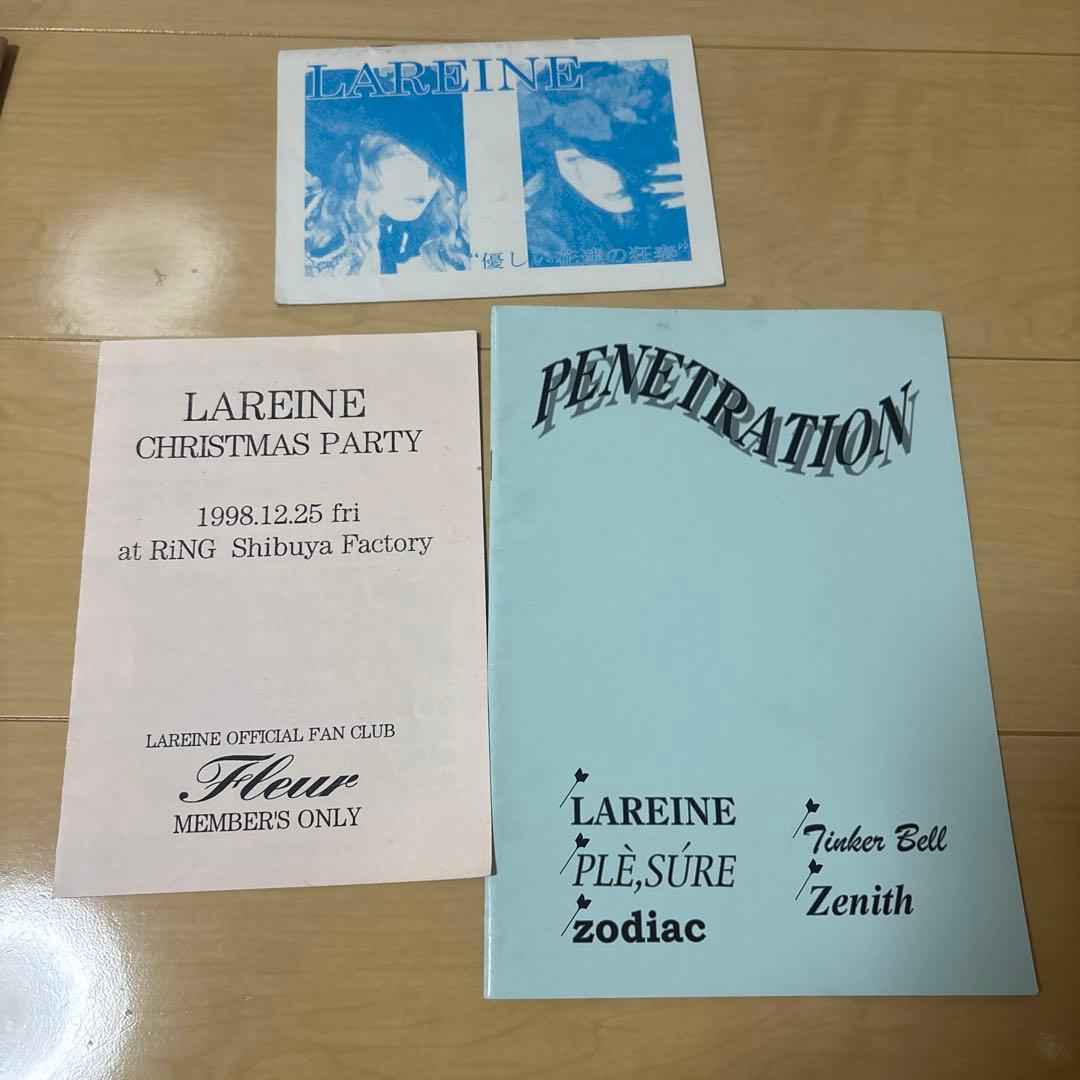 LAREINE
“優しい花達の狂奏”
LAREINE
CHRISTMAS PARTY
1998.12.25 fri
at RiNG Shibuya Factory
LAREINE OFFICIAL FAN CLUB
Fleur
MEMBER'S ONLY
PENETRATION
LAREINE
PLÈ,SÚRE
zodiac
Tinker Bell
Zenith